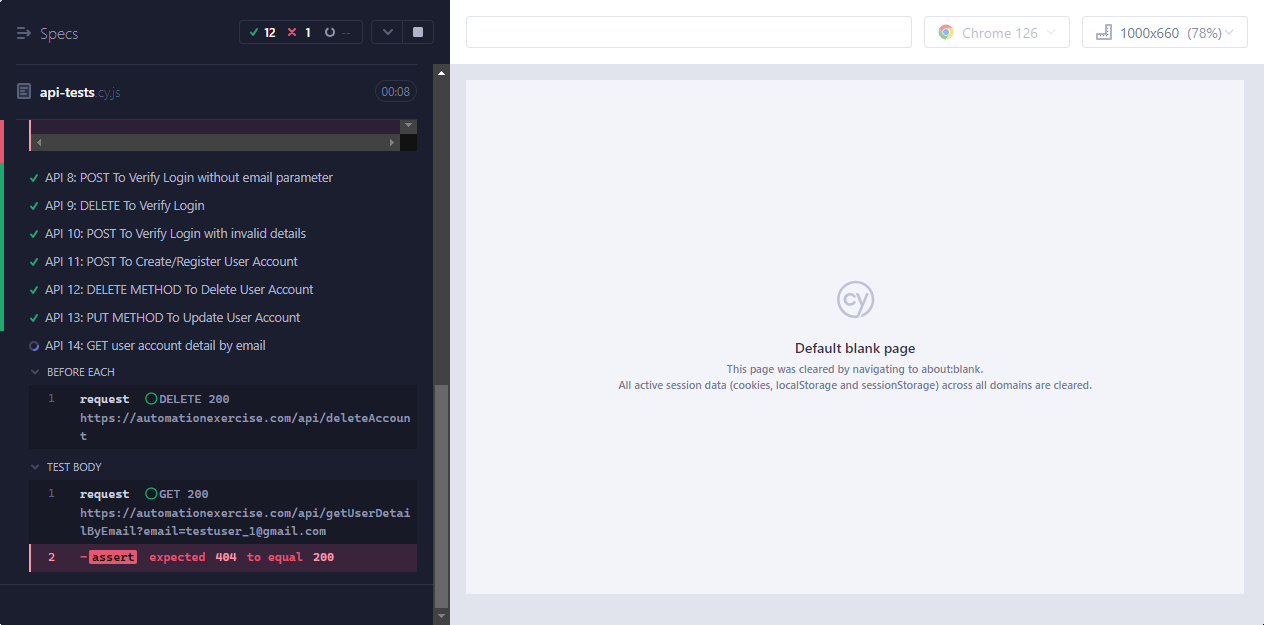 Specs
12 1 --
Chrome 126
1000x660 (78%)
api-tests cy.js
00:08
API 8: POST To Verify Login without email parameter
API 9: DELETE To Verify Login
API 10: POST To Verify Login with invalid details
API 11: POST To Create/Register User Account
API 12: DELETE METHOD To Delete User Account
API 13: PUT METHOD To Update User Account
API 14: GET user account detail by email
BEFORE EACH
1 request DELETE 200
https://automationexercise.com/api/deleteAccoun
t
TEST BODY
1 request GET 200
https://automationexercise.com/api/getUserDetai
lByEmail?email=testuser_1@gmail.com
2 -assert expected 404 to equal 200
cy
Default blank page
This page was cleared by navigating to about:blank.
All active session data (cookies, localStorage and sessionStorage) across all domains are cleared.